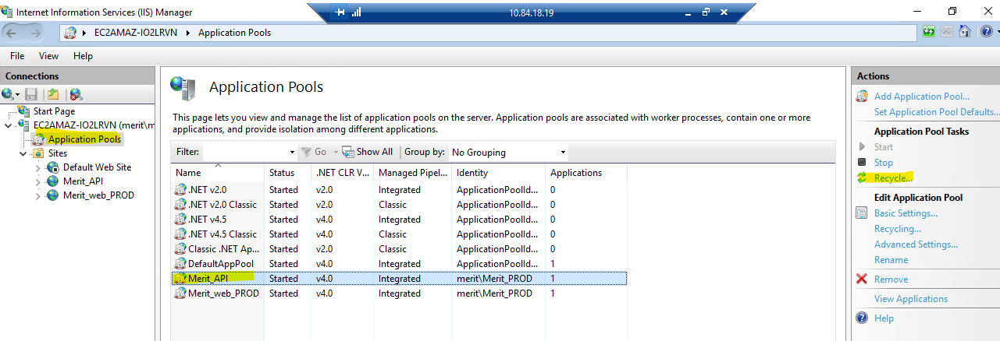 Internet Information Services (IIS) Manager
10.84.18.19
EC2AMAZ-IO2LRVN
Application Pools
File View Help
Connections
Start Page
EC2AMAZ-IO2LRVN (merit\m
Application Pools
Sites
Default Web Site
Merit_API
Merit_web_PROD
Application Pools
This page lets you view and manage the list of application pools on the server. Application pools are associated with worker processes, contain one or more
applications, and provide isolation among different applications.
Filter: Go Show All Group by: No Grouping
Name Status .NET CLR V... Managed Pipel... Identity Applications
.NET v2.0 Started v2.0 Integrated ApplicationPoolId... 0
.NET v2.0 Classic Started v2.0 Classic ApplicationPoolId... 0
.NET v4.5 Started v4.0 Integrated ApplicationPoolId... 0
.NET v4.5 Classic Started v4.0 Classic ApplicationPoolId... 0
Classic .NET Ap... Started v2.0 Classic ApplicationPoolId... 0
DefaultAppPool Started v4.0 Integrated ApplicationPoolId... 1
Merit_API Started v4.0 Integrated merit\Merit_PROD 1
Merit_web_PROD Started v4.0 Integrated merit\Merit_PROD 1
Actions
Add Application Pool...
Set Application Pool Defaults...
Application Pool Tasks
Start
Stop
Recycle...
Edit Application Pool
Basic Settings...
Recycling...
Advanced Settings...
Rename
Remove
View Applications
Help